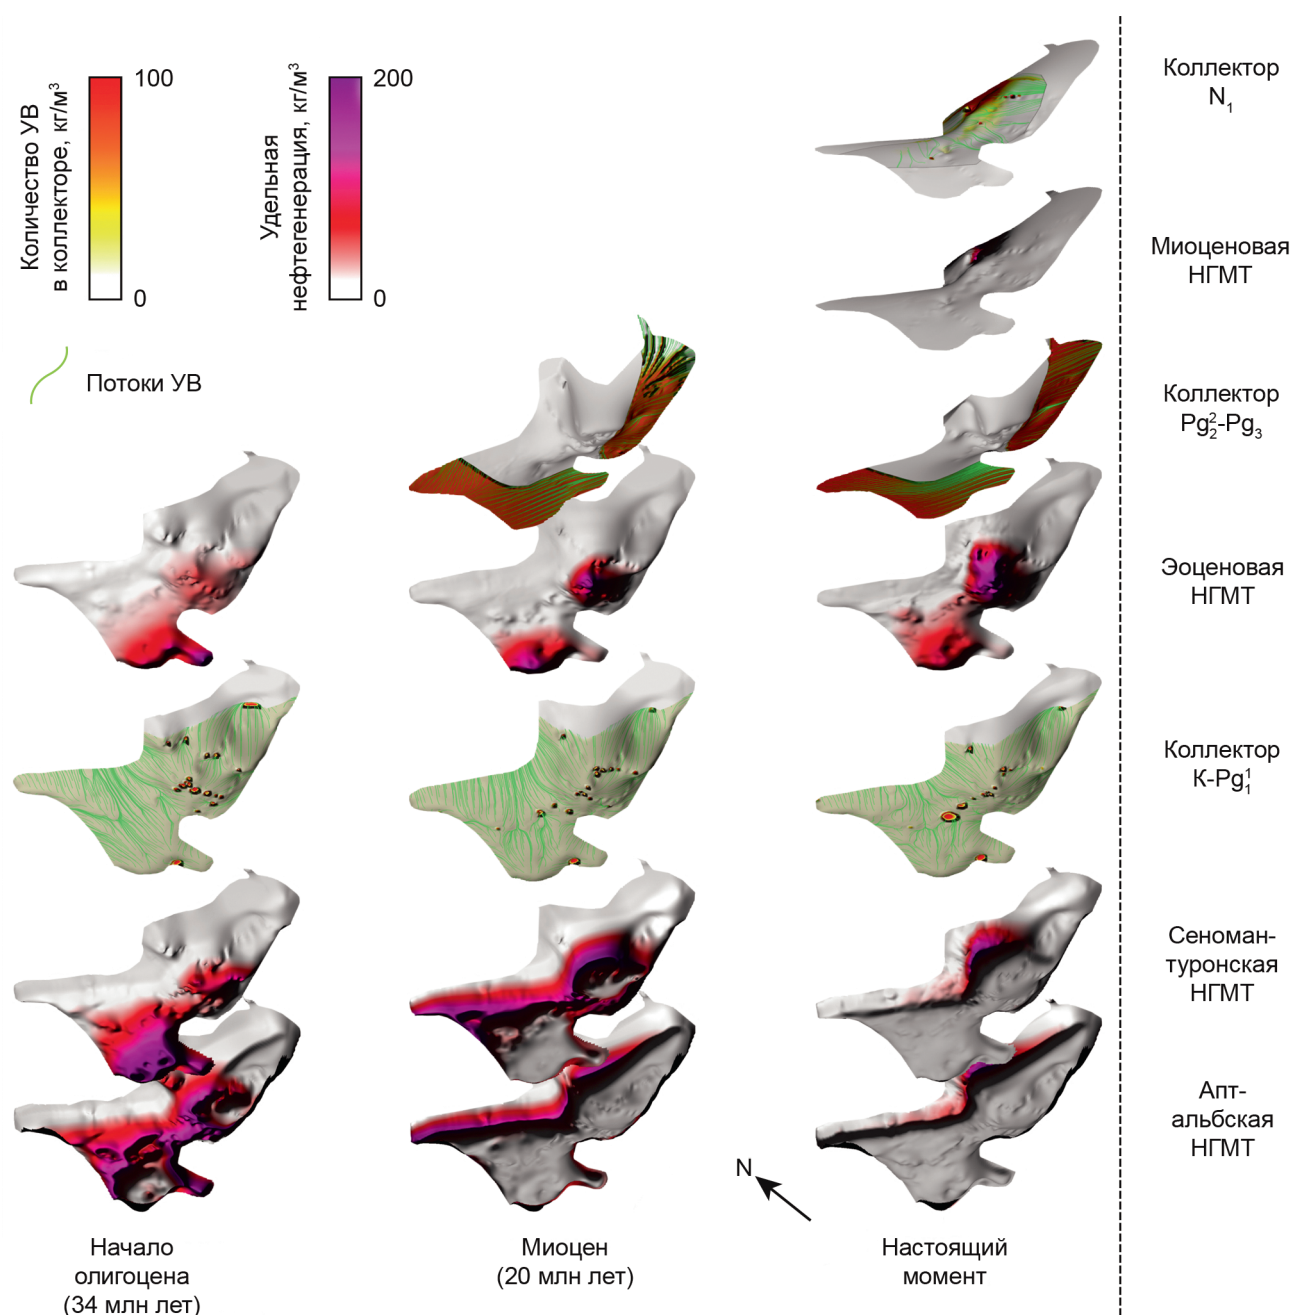 Количество УВ
в коллекторе, кг/м³
100
0
Удельная
нефтегенерация, кг/м³
200
0
Потоки УВ
Коллектор
N₁
Миоценовая
НГМТ
Коллектор
Pg₂²-Pg₃
Эоценовая
НГМТ
Коллектор
К-Pg₁¹
Сеноман-
туронская
НГМТ
Апт-
альбская
НГМТ
N
Начало
олигоцена
(34 млн лет)
Миоцен
(20 млн лет)
Настоящий
момент